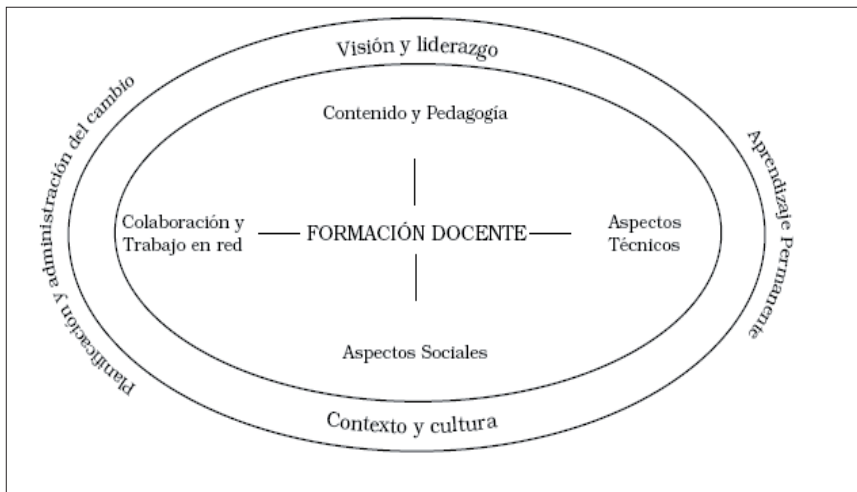 Visión y liderazgo
Contenido y Pedagogía
Planificación y administración del cambio
Colaboración y
Trabajo en red
FORMACIÓN DOCENTE
Aspectos
Técnicos
Aprendizaje Permanente
Aspectos Sociales
Contexto y cultura